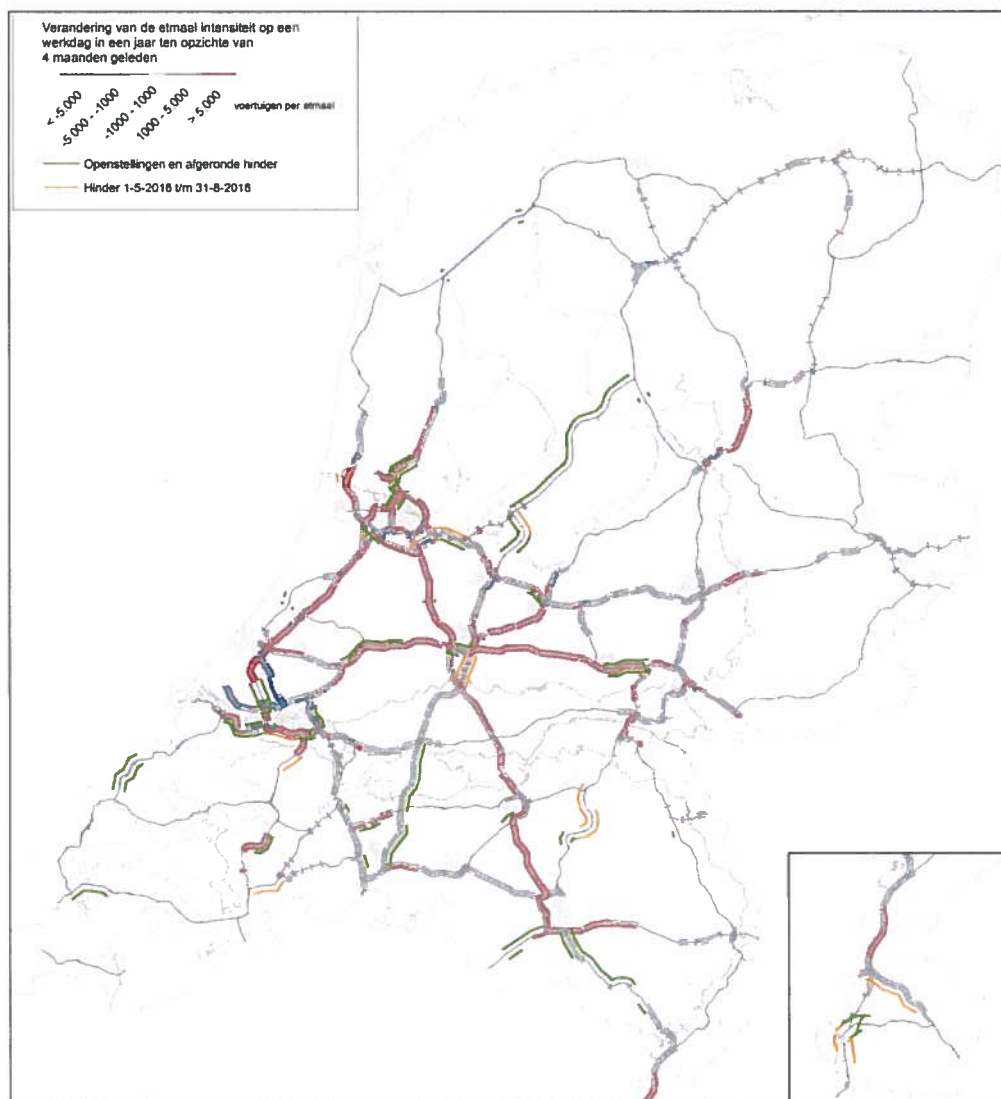 Verandering van de etmaal intensiteit op een
werkdag in een jaar ten opzichte van
4 maanden geleden
< -5.000
-5 000 - -1000
-1000 - 1000
1000 - 5.000
> 5.000
voertuigen per etmaal
Openstellingen en afgeronde hinder
Hinder 1-5-2016 t/m 31-8-2016